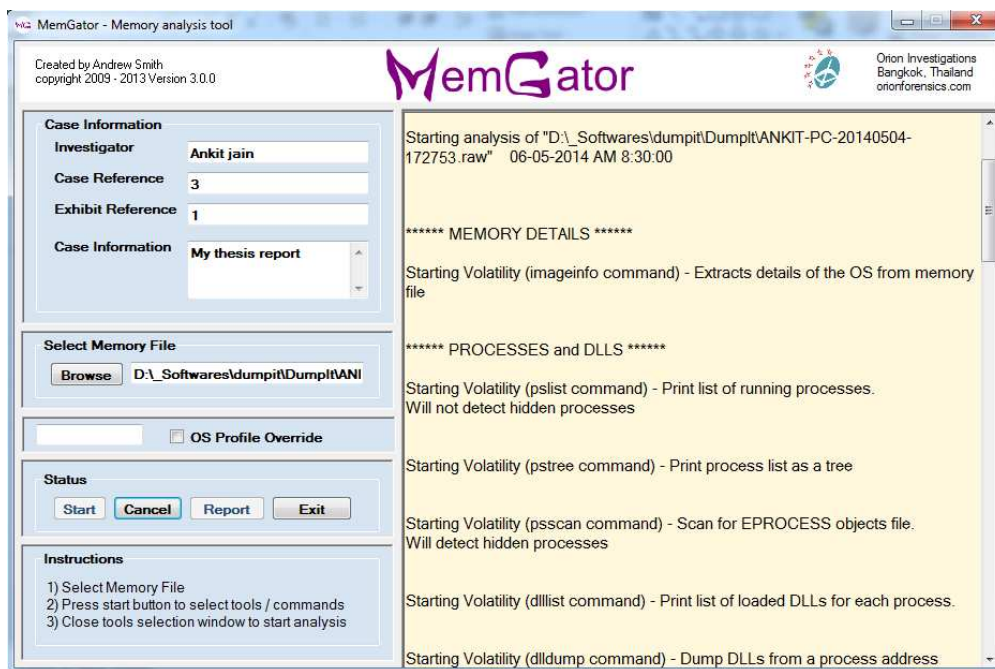 MG MemGator - Memory analysis tool
Created by Andrew Smith
copyright 2009 - 2013 Version 3.0.0
MemGator
Orion Investigations
Bangkok, Thailand
orionforensics.com
Case Information
Investigator
Ankit jain
Case Reference
3
Exhibit Reference
1
Case Information
My thesis report
Select Memory File
Browse
D:\_Softwares\dumpit\DumpIt\ANI
OS Profile Override
Status
Start
Cancel
Report
Exit
Instructions
1) Select Memory File
2) Press start button to select tools / commands
3) Close tools selection window to start analysis
Starting analysis of "D:\_Softwares\dumpit\DumpIt\ANKIT-PC-20140504-
172753.raw" 06-05-2014 AM 8:30:00
****** MEMORY DETAILS ******
Starting Volatility (imageinfo command) - Extracts details of the OS from memory
file
****** PROCESSES and DLLS ******
Starting Volatility (pslist command) - Print list of running processes.
Will not detect hidden processes
Starting Volatility (pstree command) - Print process list as a tree
Starting Volatility (psscan command) - Scan for EPROCESS objects file.
Will detect hidden processes
Starting Volatility (dlllist command) - Print list of loaded DLLs for each process.
Starting Volatility (dlldump command) - Dump DLLs from a process address